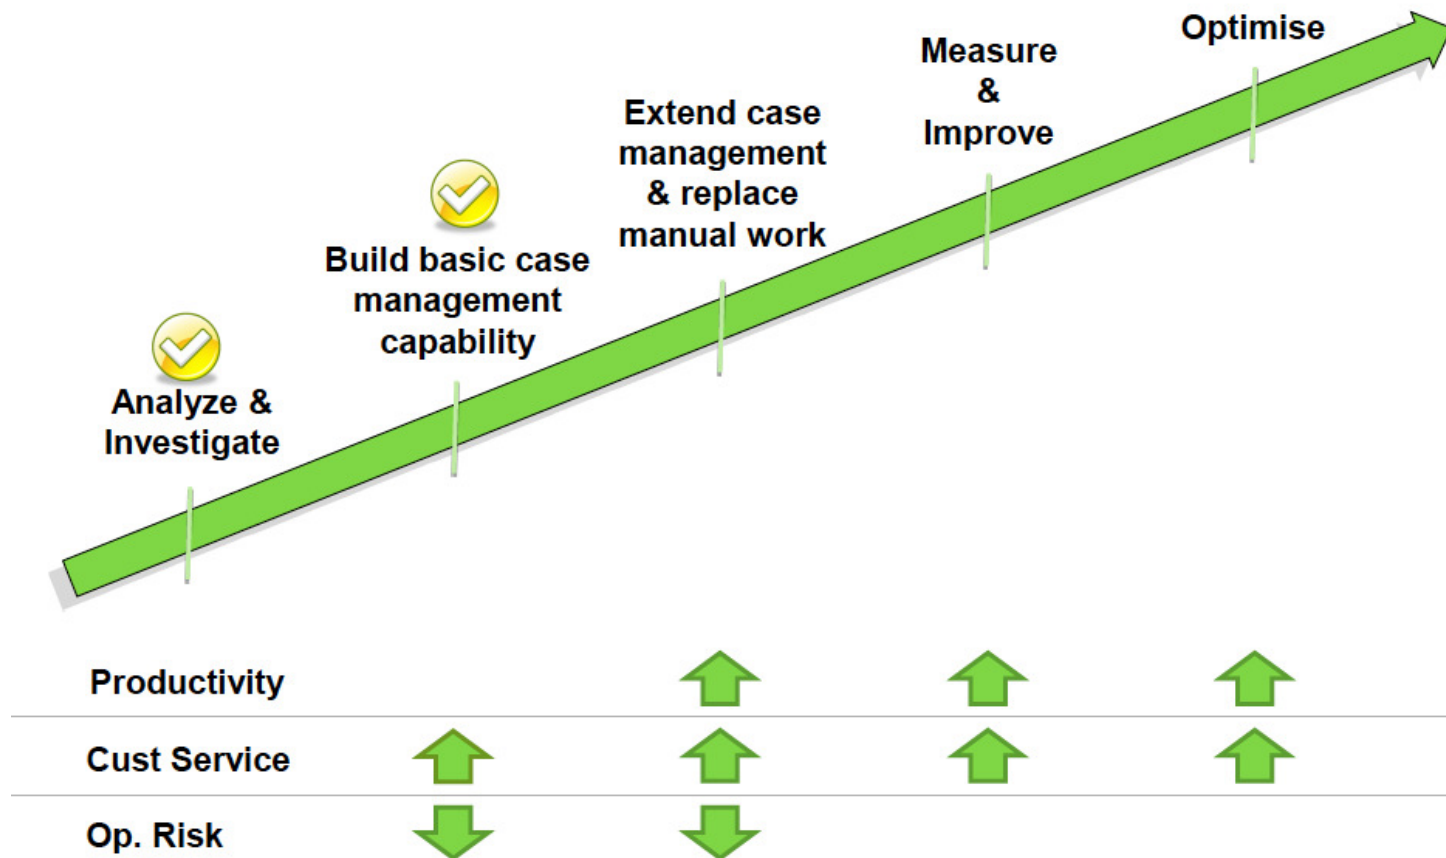 Optimise
Measure
&
Improve
Extend case
management
& replace
manual work
Build basic case
management
capability
Analyze &
Investigate
Productivity
Cust Service
Op. Risk